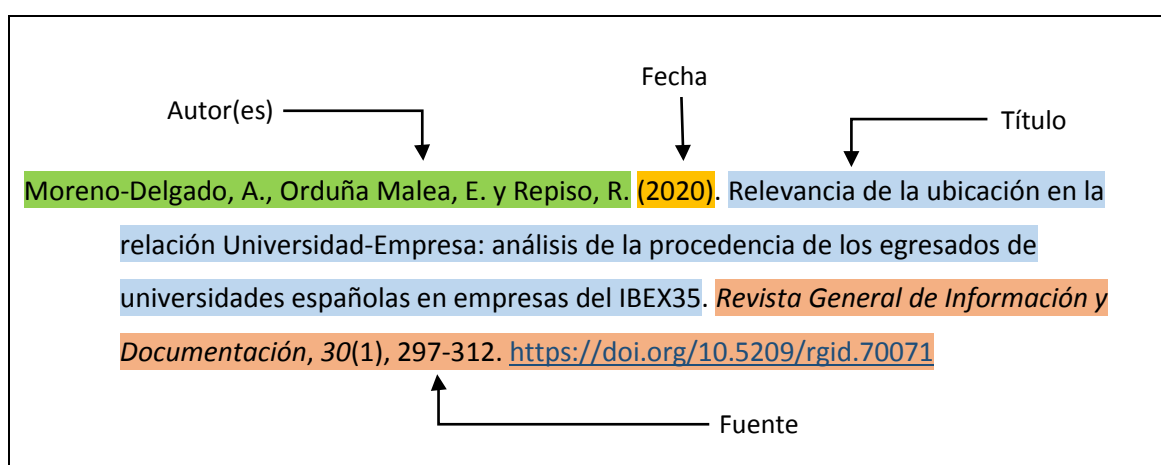 Fecha
Autor(es)
Título
Moreno-Delgado, A., Orduña Malea, E. y Repiso, R. (2020). Relevancia de la ubicación en la
relación Universidad-Empresa: análisis de la procedencia de los egresados de
universidades españolas en empresas del IBEX35. Revista General de Información y
Documentación, 30(1), 297-312. https://doi.org/10.5209/rgid.70071
Fuente